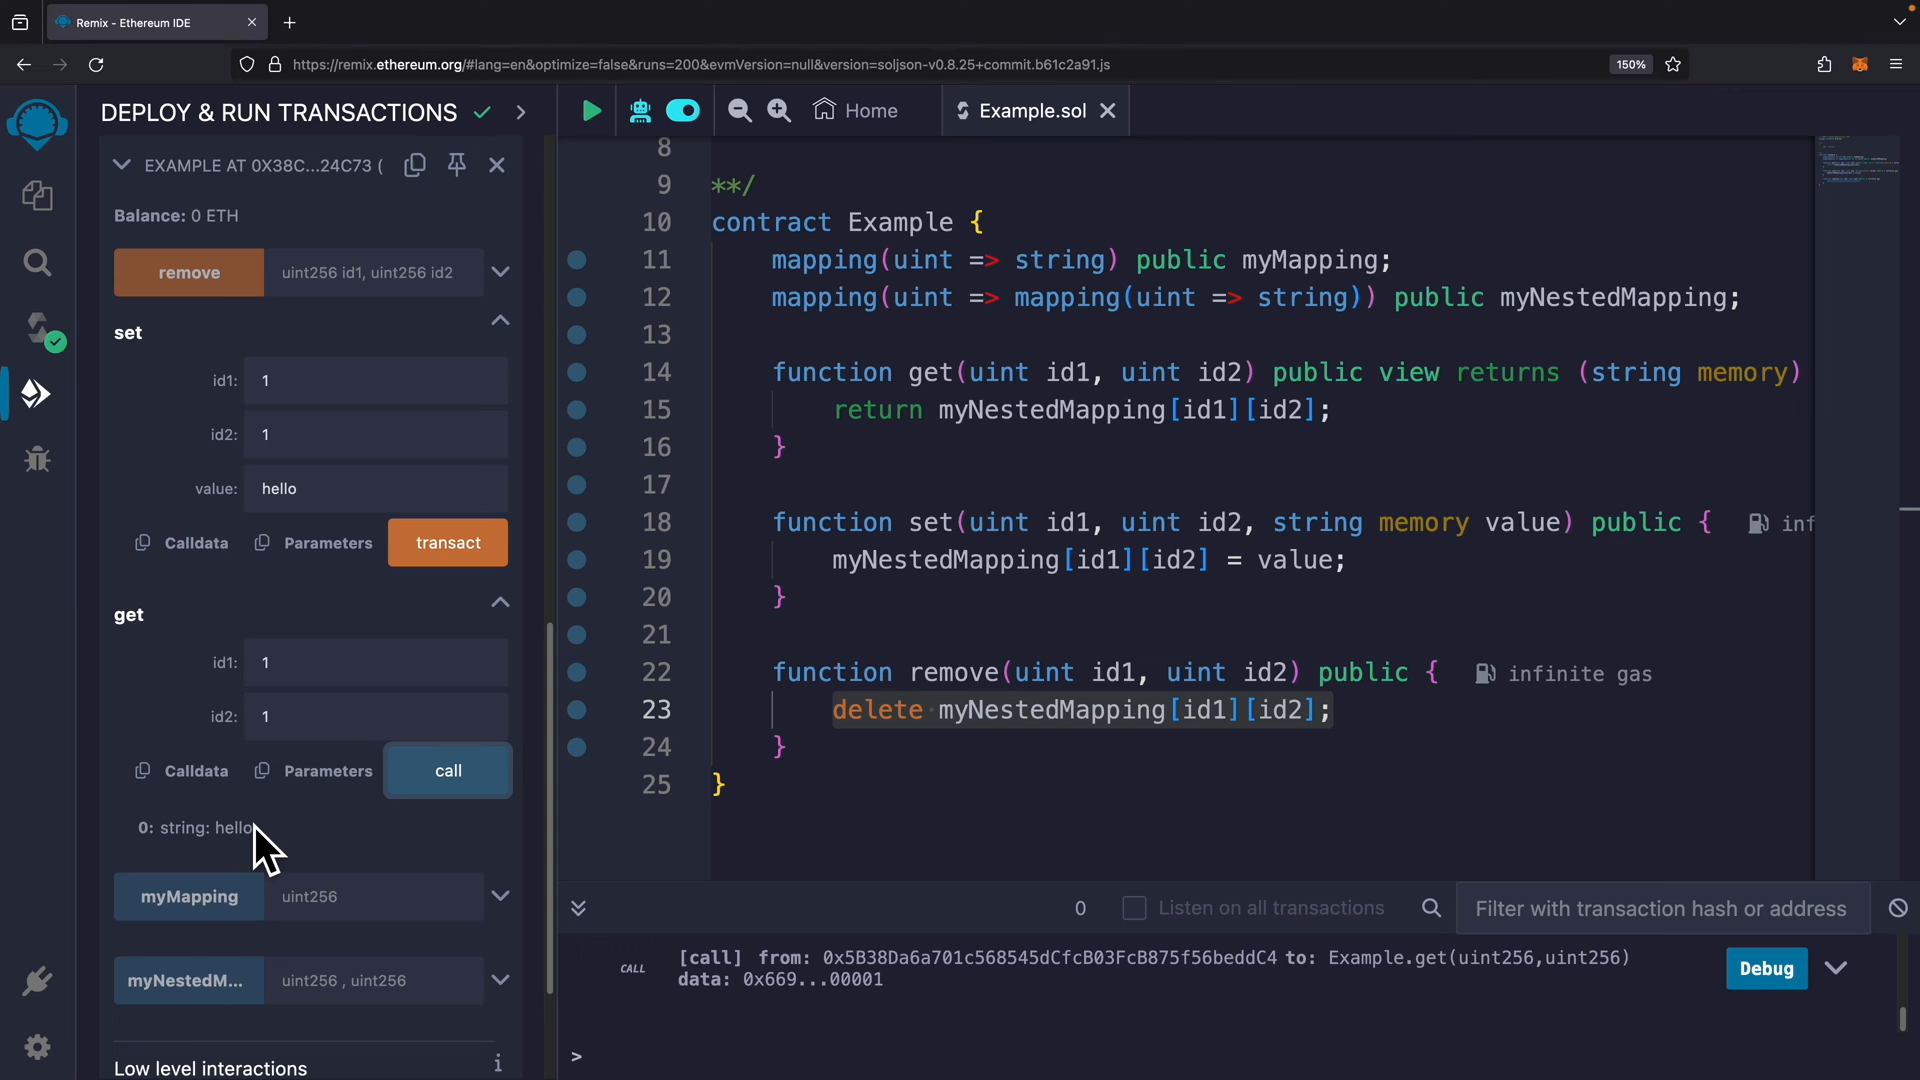 Remix - Ethereum IDE
https://remix.ethereum.org/#lang=en&optimize=false&runs=200&evmVersion=null&version=soljson-v0.8.25+commit.b61c2a91.js
150%
DEPLOY & RUN TRANSACTIONS
EXAMPLE AT 0X38C...24C73 (
Balance: 0 ETH
remove uint256 id1, uint256 id2
set
id1: 1
id2: 1
value: hello
Calldata Parameters transact
get
id1: 1
id2: 1
Calldata Parameters call
0: string: hello
myMapping uint256
myNestedM... uint256 , uint256
Low level interactions i
Home Example.sol
8
9 **/
10 contract Example {
11 mapping(uint => string) public myMapping;
12 mapping(uint => mapping(uint => string)) public myNestedMapping;
13
14 function get(uint id1, uint id2) public view returns (string memory)
15 return myNestedMapping[id1][id2];
16 }
17
18 function set(uint id1, uint id2, string memory value) public { inf
19 myNestedMapping[id1][id2] = value;
20 }
21
22 function remove(uint id1, uint id2) public { infinite gas
23 delete myNestedMapping[id1][id2];
24 }
25 }
0 Listen on all transactions Filter with transaction hash or address
CALL [call] from: 0x5B38Da6a701c568545dCfcB03FcB875f56beddC4 to: Example.get(uint256,uint256)
data: 0x669...00001
Debug
>